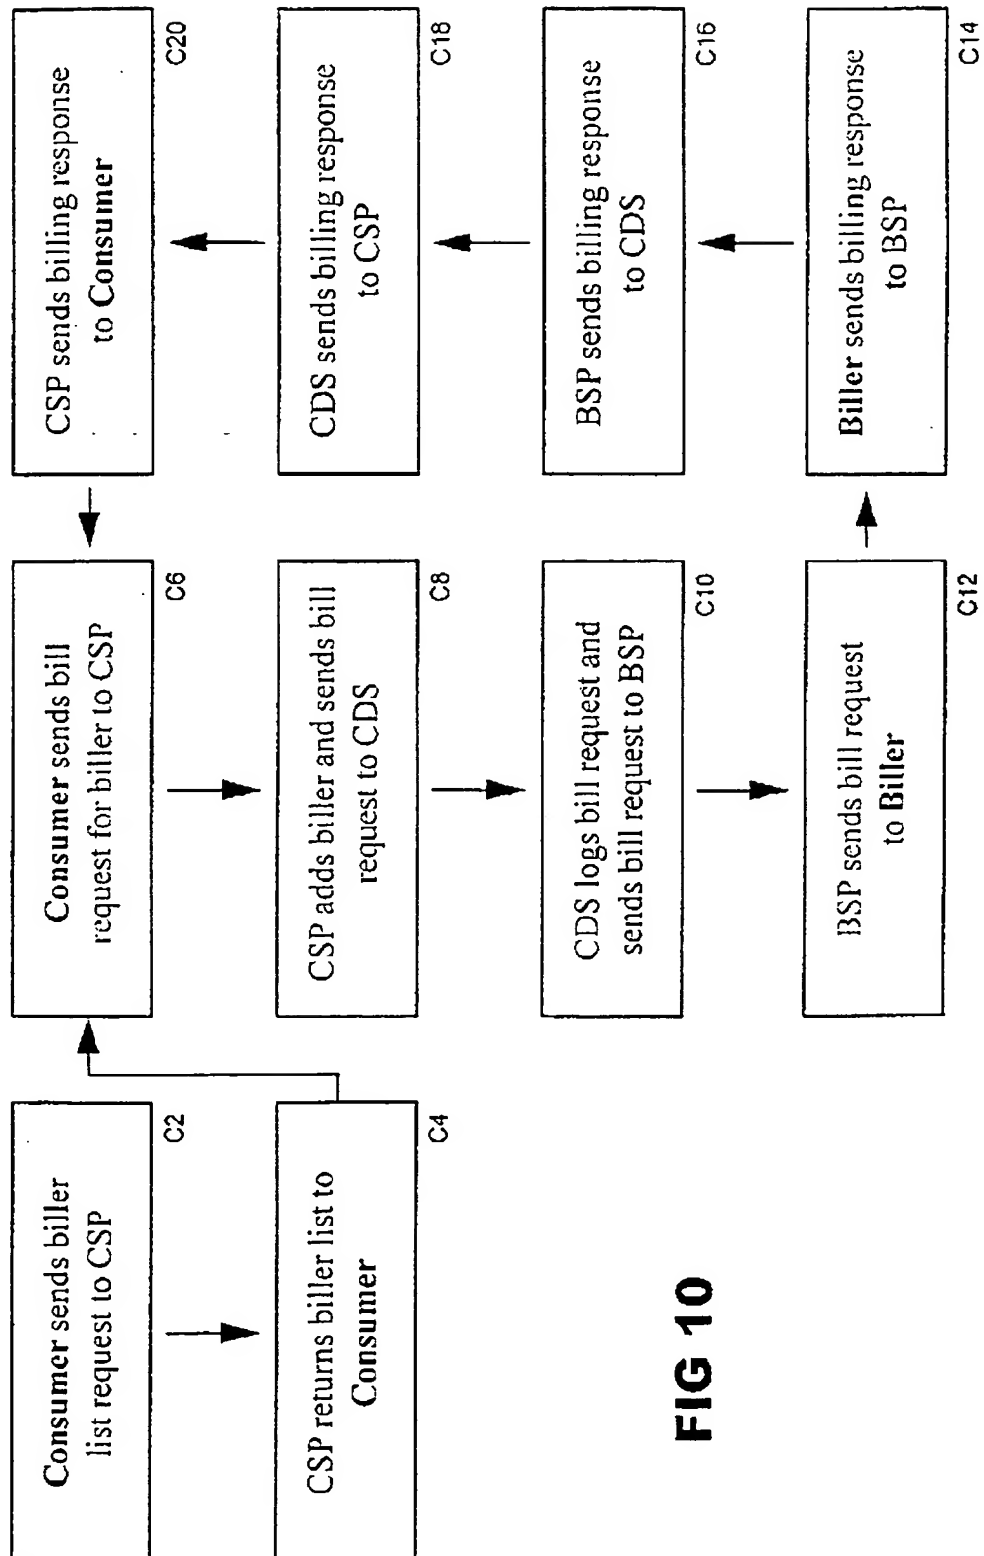 Consumer sends biller
list request to CSP
C2
CSP returns biller list to
Consumer
C4
Consumer sends bill
request for biller to CSP
C6
CSP adds biller and sends bill
request to CDS
C8
CDS logs bill request and
sends bill request to BSP
C10
BSP sends bill request
to Biller
C12
Biller sends billing response
to BSP
C14
BSP sends billing response
to CDS
C16
CDS sends billing response
to CSP
C18
CSP sends billing response
to Consumer
C20
FIG 10